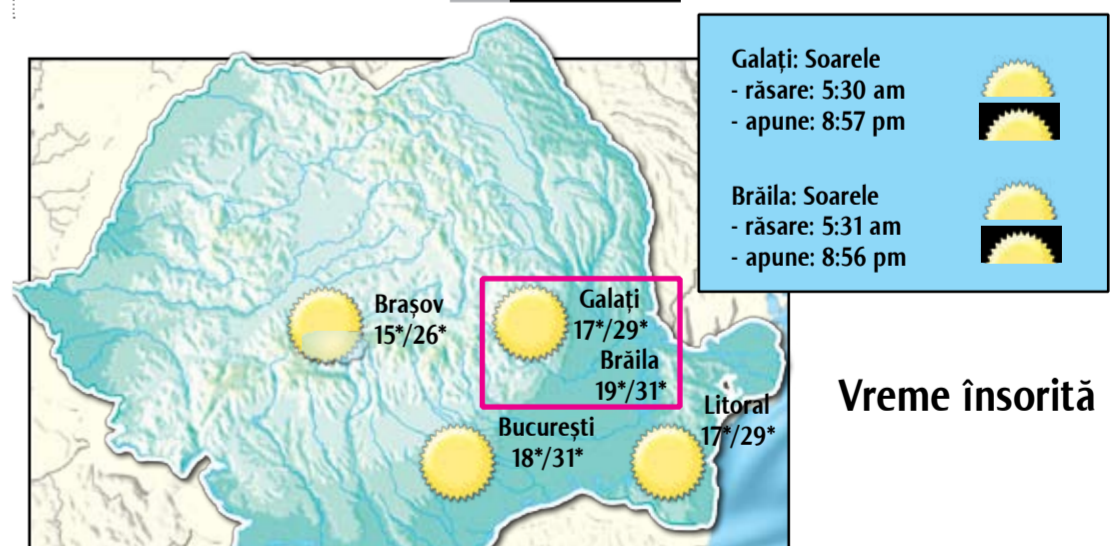 Galați: Soarele
- răsare: 5:30 am
- apune: 8:57 pm
Brăila: Soarele
- răsare: 5:31 am
- apune: 8:56 pm
Brașov
15*/26*
Galați
17*/29*
Brăila
19*/31*
București
18*/31*
Litoral
17*/29*
Vreme însorită